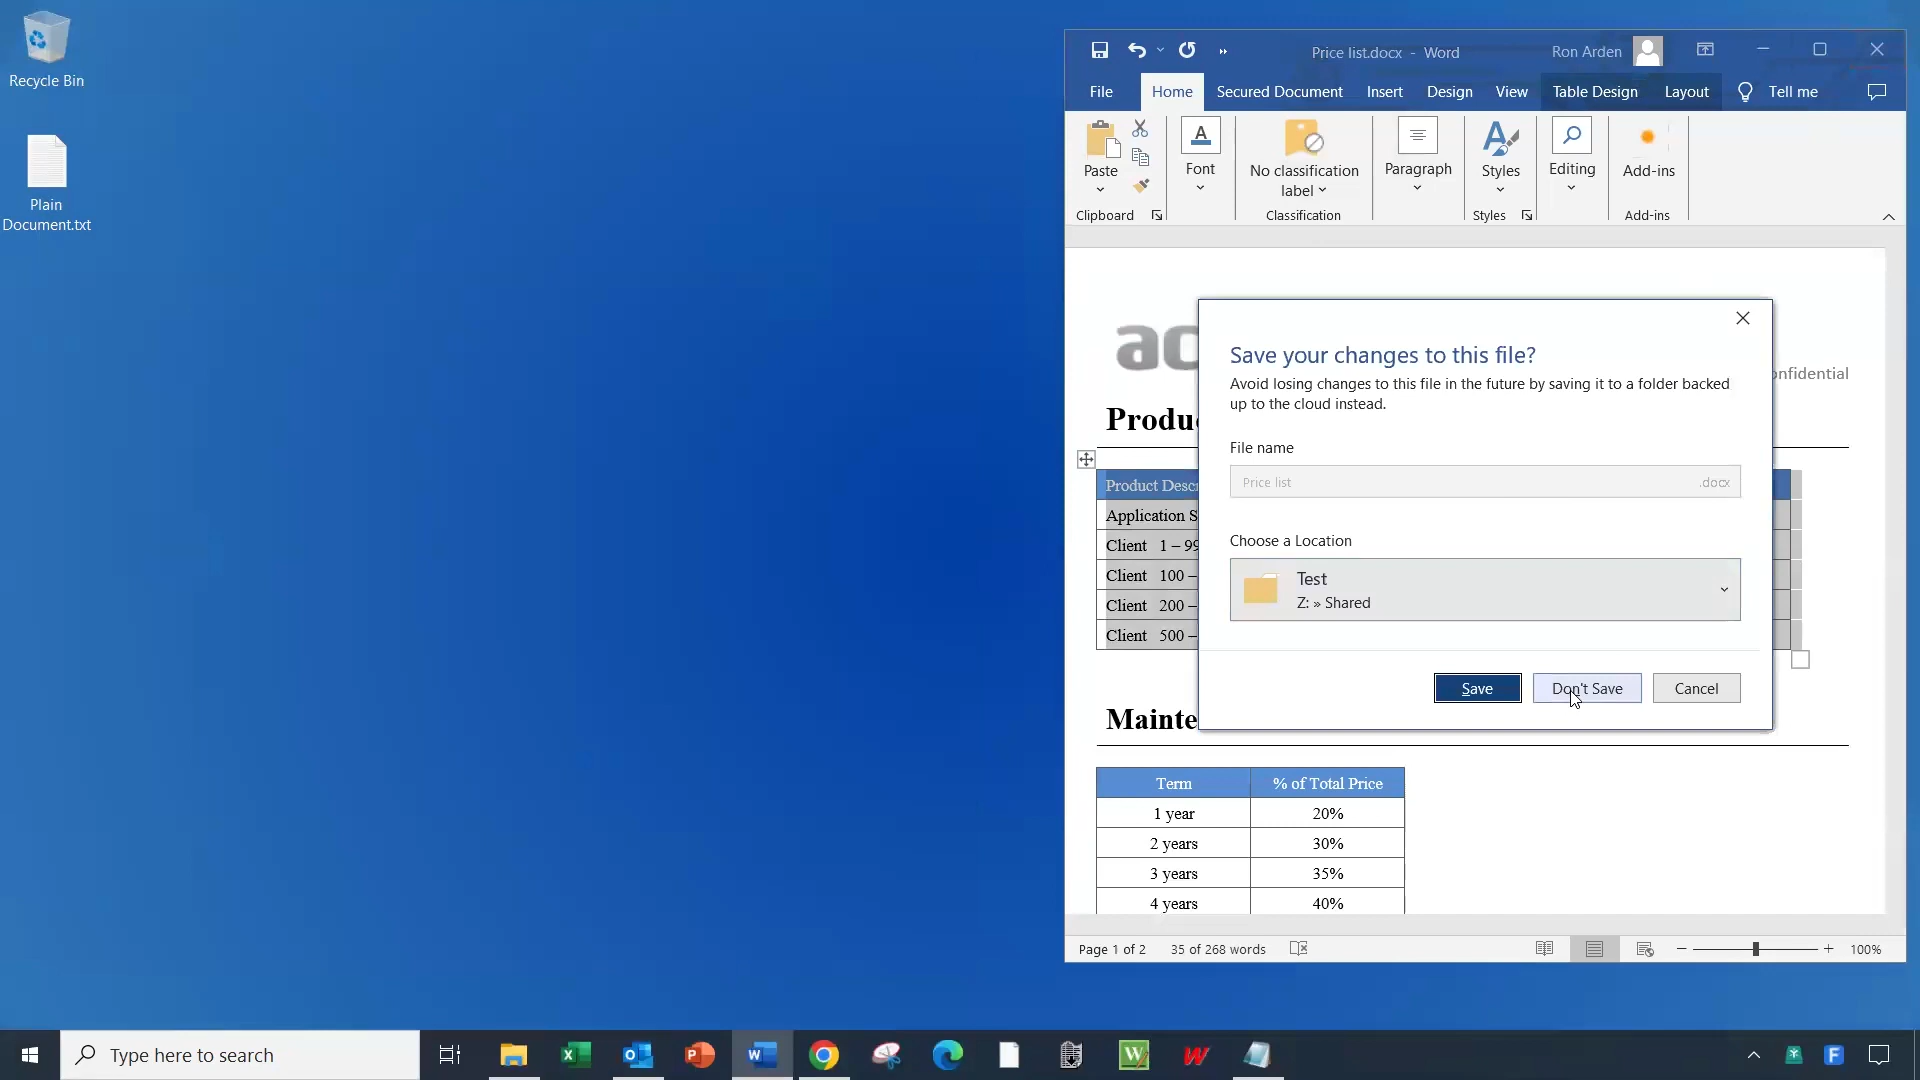 Recycle Bin
Plain
Document.txt
Price list.docx - Word
Ron Arden
File
Home
Secured Document
Insert
Design
View
Table Design
Layout
Tell me
Paste
Font
No classification
label
Paragraph
Styles
Editing
Add-ins
Clipboard
Classification
Styles
Add-ins
ac
onfidential
Produc
Product Descr
Application S
Client 1 – 99
Client 100 –
Client 200 –
Client 500 –
Save your changes to this file?
Avoid losing changes to this file in the future by saving it to a folder backed
up to the cloud instead.
File name
Price list
.docx
Choose a Location
Test
Z: » Shared
Save
Don't Save
Cancel
Mainte
Term % of Total Price
1 year 20%
2 years 30%
3 years 35%
4 years 40%
Page 1 of 2
35 of 268 words
100%
Type here to search